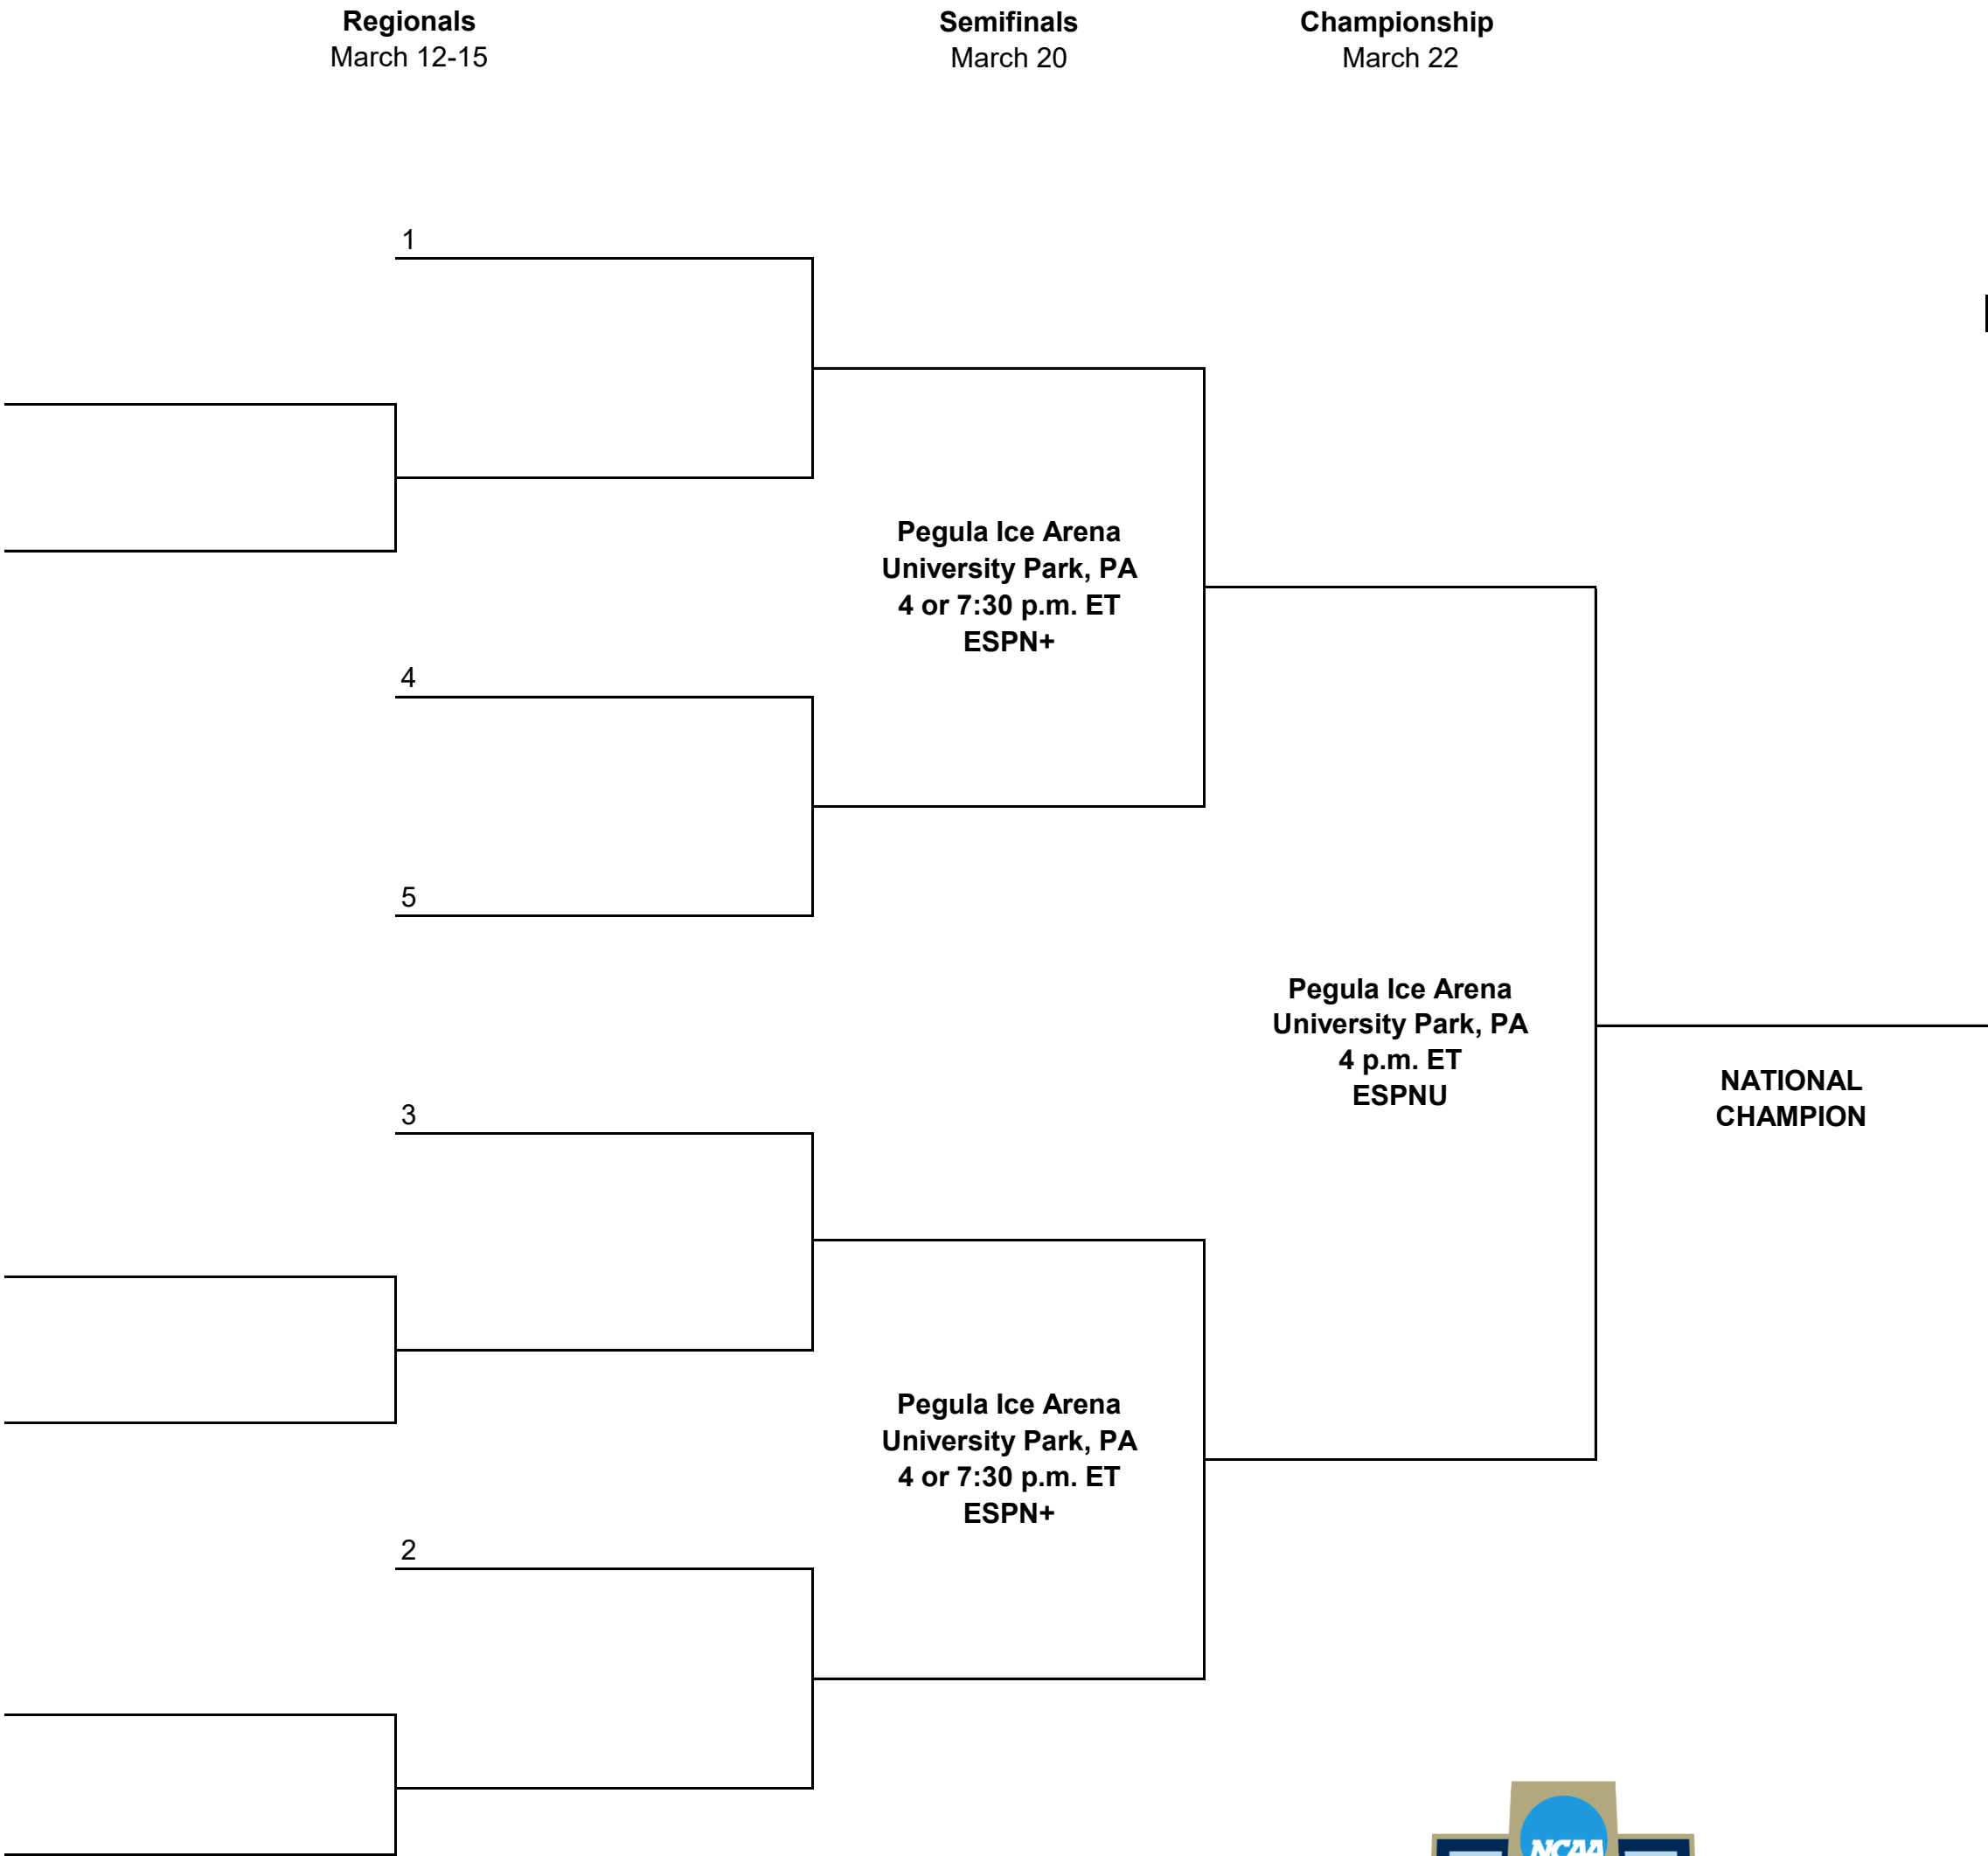 Regionals
March 12-15
Semifinals
March 20
Championship
March 22
1
Pegula Ice Arena
University Park, PA
4 or 7:30 p.m. ET
ESPN+
4
5
Pegula Ice Arena
University Park, PA
4 p.m. ET
ESPNU
NATIONAL
CHAMPION
3
Pegula Ice Arena
University Park, PA
4 or 7:30 p.m. ET
ESPN+
2
NCAA